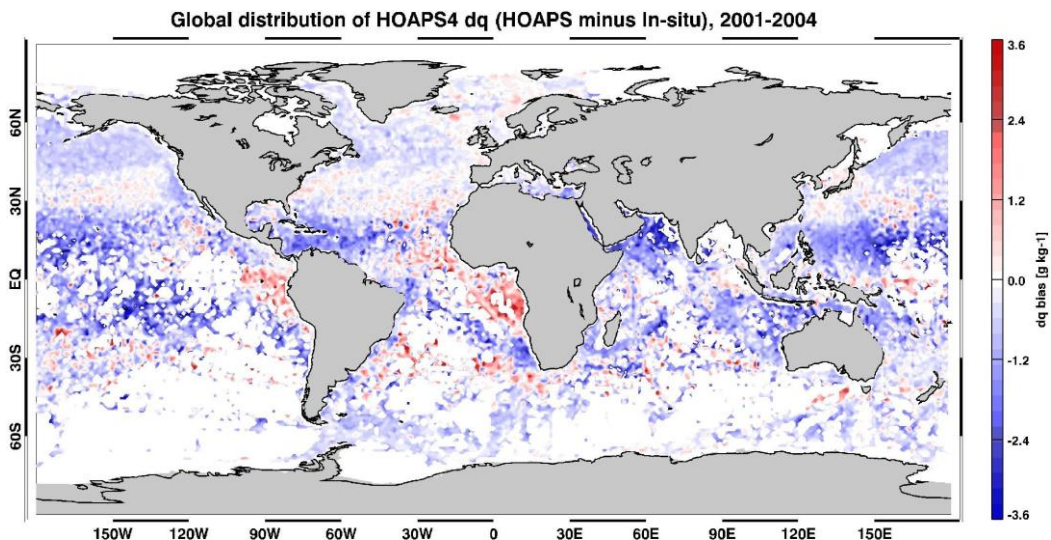 Global distribution of HOAPS4 dq (HOAPS minus In-situ), 2001-2004
60N
30N
EQ
30S
60S
150W 120W 90W 60W 30W 0 30E 60E 90E 120E 150E
3.6
2.4
1.2
0.0
-1.2
-2.4
-3.6
dq bias [g kg-1]